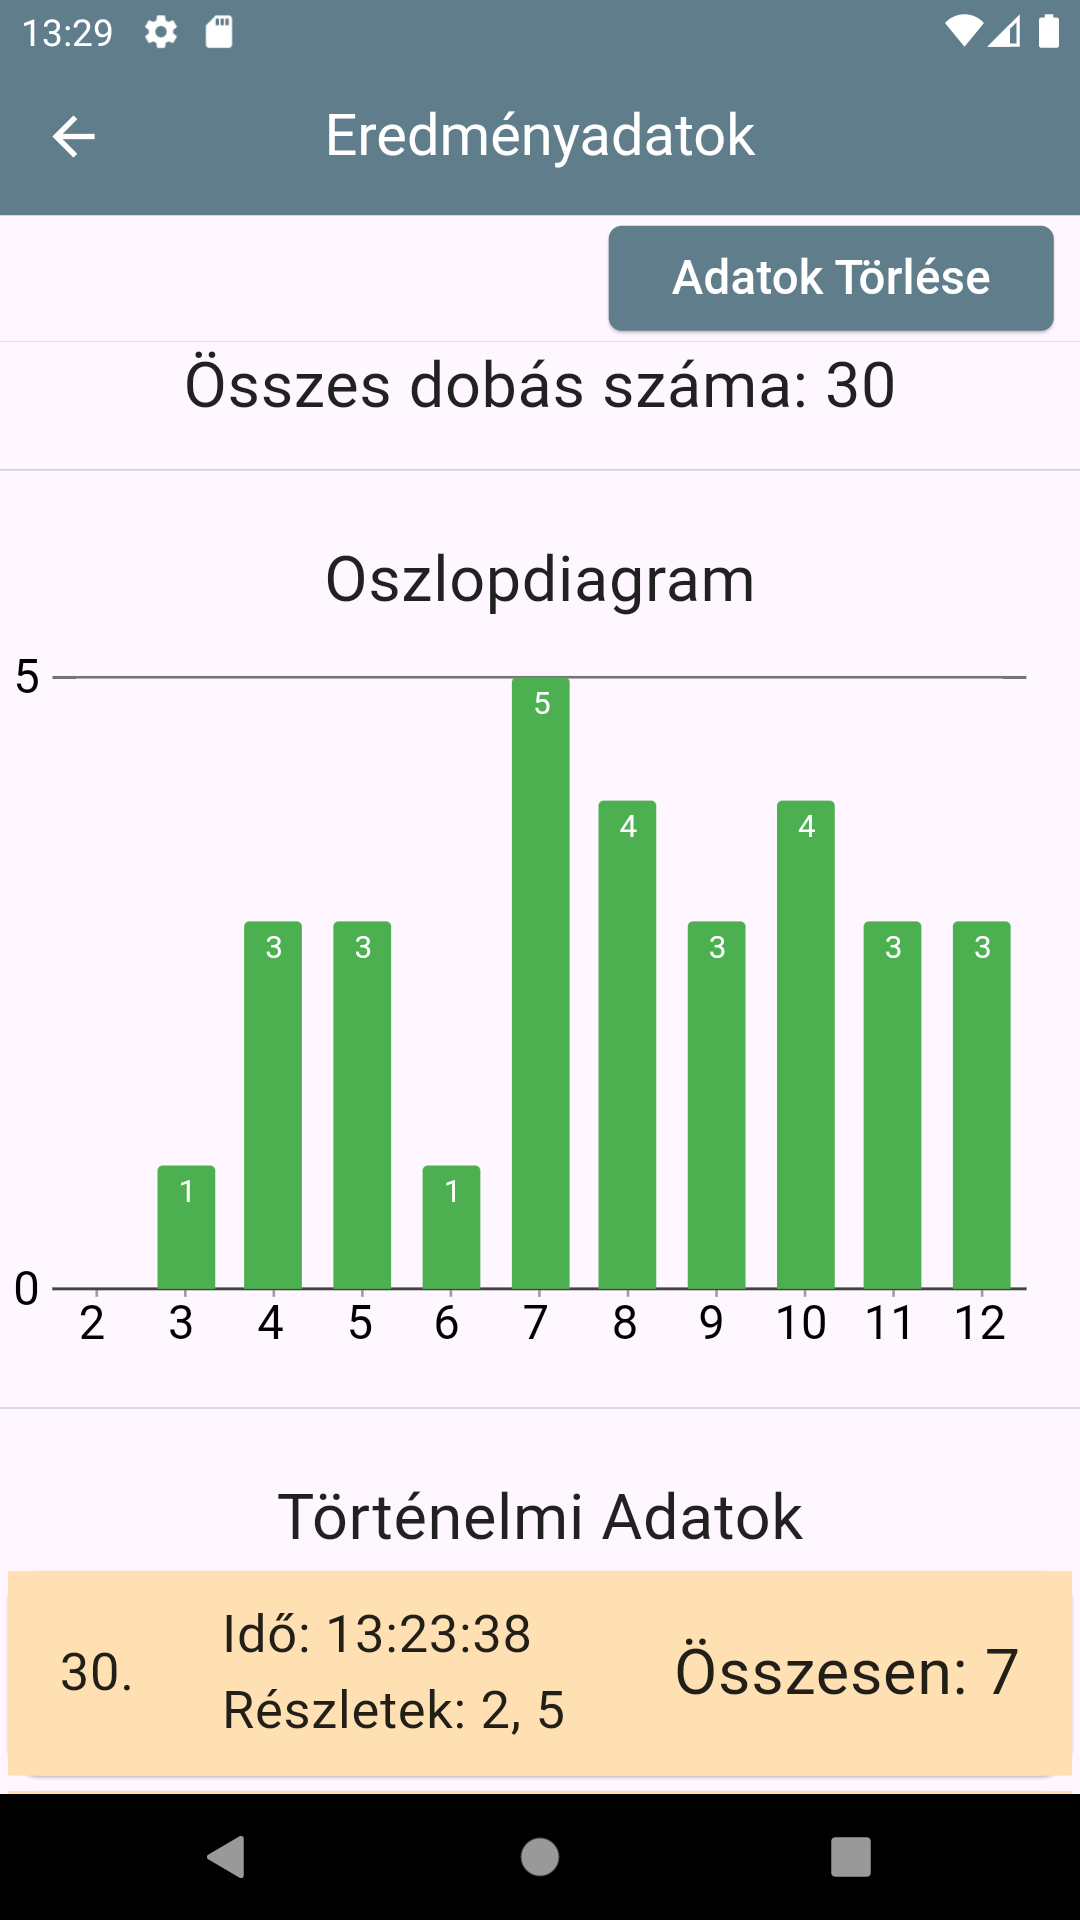 13:29
Eredményadatok
Adatok Törlése
Összes dobás száma: 30
Oszlopdiagram
5
5
4
4
3
3
3
3
3
1
1
0
2 3 4 5 6 7 8 9 10 11 12
Történelmi Adatok
30.
Idő: 13:23:38
Részletek: 2, 5
Összesen: 7